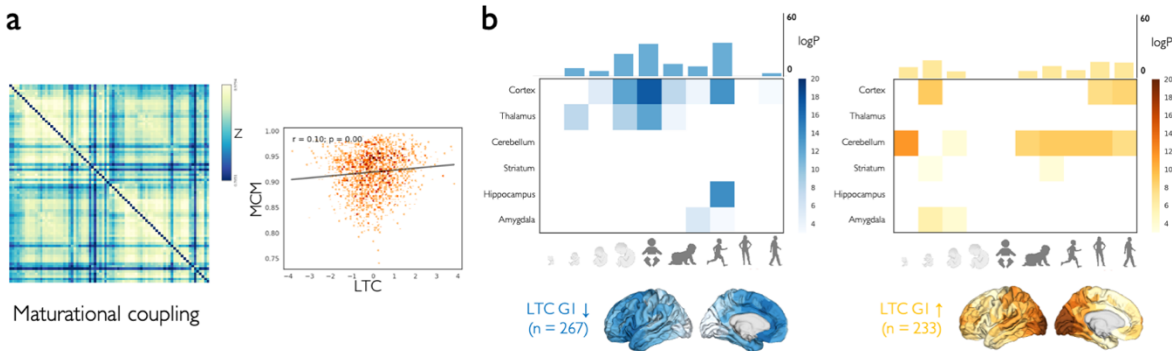 a
Z
r = 0.10; p = 0.00
1.00
0.95
0.90
0.85
0.80
0.75
MCM
−4 −3 −2 −1 0 1 2 3 4
LTC
Maturational coupling
b
60
0
logP
20
18
16
14
12
10
8
6
4
Cortex
Thalamus
Cerebellum
Striatum
Hippocampus
Amygdala
LTC GI ↓
(n = 267)
60
0
logP
20
18
16
14
12
10
8
6
4
Cortex
Thalamus
Cerebellum
Striatum
Hippocampus
Amygdala
LTC GI ↑
(n = 233)